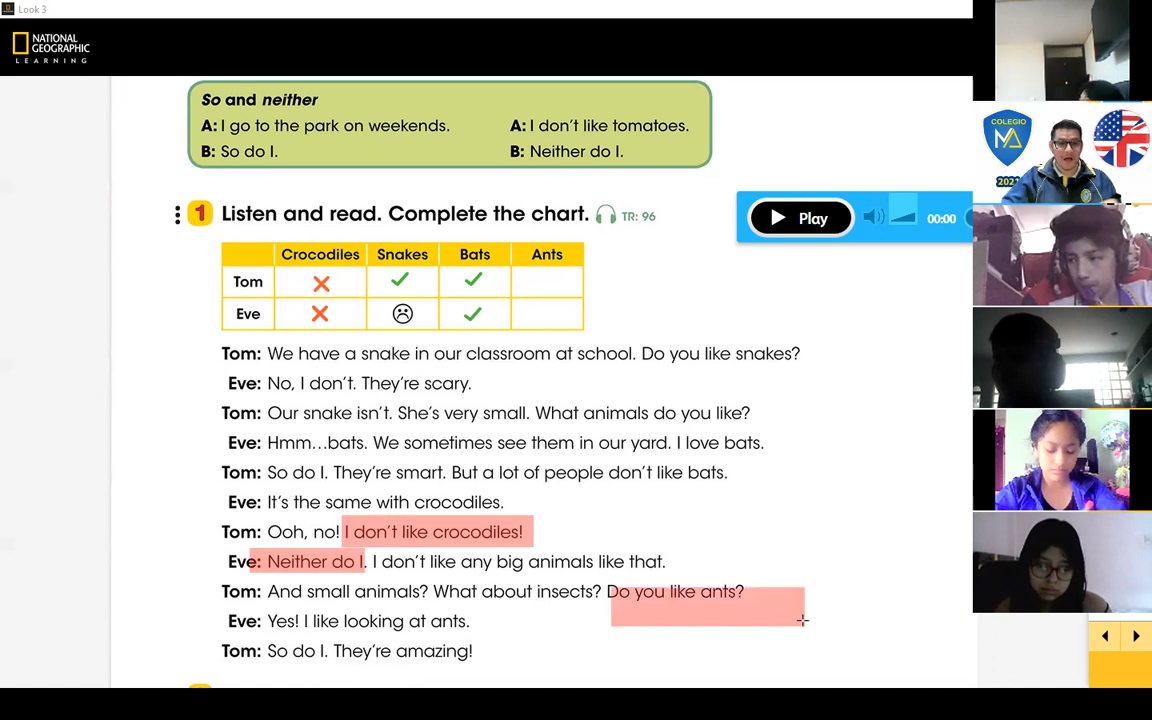 Look 3
NATIONAL
GEOGRAPHIC
LEARNING
So and neither
A: I go to the park on weekends. A: I don't like tomatoes.
B: So do I. B: Neither do I.
1 Listen and read. Complete the chart. TR: 96
Play 00:00
Crocodiles Snakes Bats Ants
Tom
Eve
Tom: We have a snake in our classroom at school. Do you like snakes?
Eve: No, I don't. They're scary.
Tom: Our snake isn't. She's very small. What animals do you like?
Eve: Hmm...bats. We sometimes see them in our yard. I love bats.
Tom: So do I. They're smart. But a lot of people don't like bats.
Eve: It's the same with crocodiles.
Tom: Ooh, no! I don't like crocodiles!
Eve: Neither do I. I don't like any big animals like that.
Tom: And small animals? What about insects? Do you like ants?
Eve: Yes! I like looking at ants.
Tom: So do I. They're amazing!
COLEGIO
MA
2021